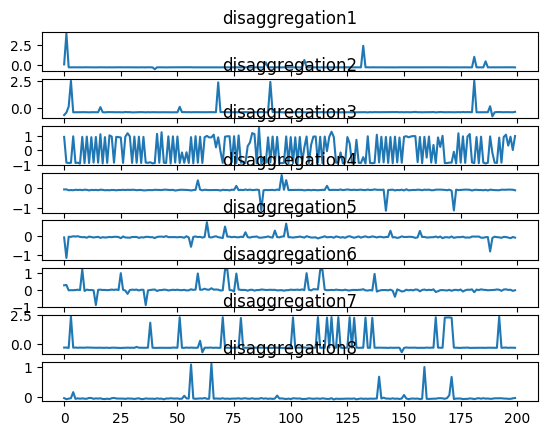 disaggregation1
2.5
0.0
disaggregation2
2.5
0.0
disaggregation3
1
0
−1
disaggregation4
0
−1
disaggregation5
0
−1
disaggregation6
1
0
−1
disaggregation7
2.5
0.0
disaggregation8
1
0
0 25 50 75 100 125 150 175 200